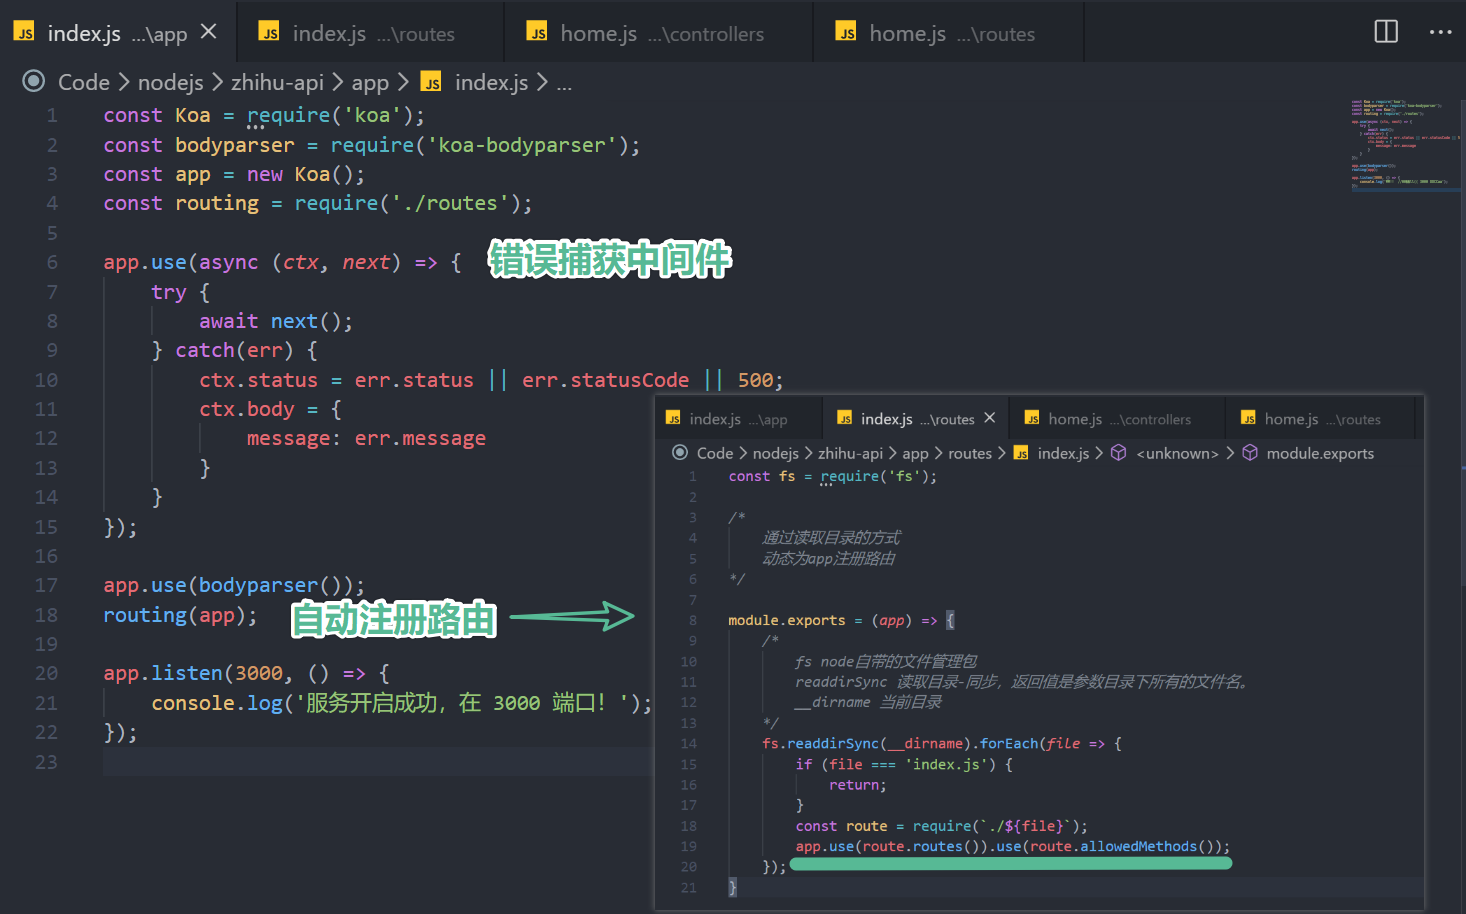 index.js ...\app
index.js ...\routes
home.js ...\controllers
home.js ...\routes
Code > nodejs > zhihu-api > app > JS index.js > ...
1 const Koa = require('koa');
2 const bodyparser = require('koa-bodyparser');
3 const app = new Koa();
4 const routing = require('./routes');
5
6 app.use(async (ctx, next) => {
错误捕获中间件
7 try {
8 await next();
9 } catch(err) {
10 ctx.status = err.status || err.statusCode || 500;
11 ctx.body = {
12 message: err.message
13 }
14 }
15 });
16
17 app.use(bodyparser());
18 routing(app);
自动注册路由
19
20 app.listen(3000, () => {
21 console.log('服务开启成功，在 3000 端口！');
22 });
23
index.js ...\app
index.js ...\routes
home.js ...\controllers
home.js ...\routes
Code > nodejs > zhihu-api > app > routes > JS index.js > <unknown> > module.exports
1 const fs = require('fs');
2
3 /*
4 通过读取目录的方式
5 动态为app注册路由
6 */
7
8 module.exports = (app) => {
9 /*
10 fs node自带的文件管理包
11 readdirSync 读取目录-同步，返回值是参数目录下所有的文件名。
12 __dirname 当前目录
13 */
14 fs.readdirSync(__dirname).forEach(file => {
15 if (file === 'index.js') {
16 return;
17 }
18 const route = require(`./${file}`);
19 app.use(route.routes()).use(route.allowedMethods());
20 });
21 }